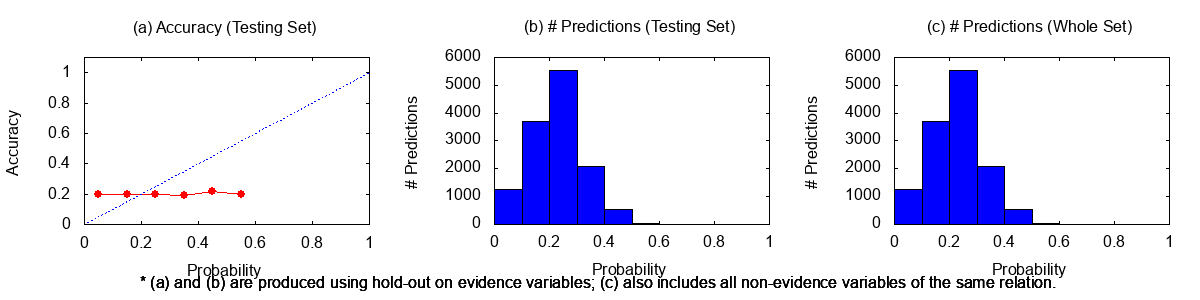 (a) Accuracy (Testing Set)
1
0.8
0.6
0.4
0.2
0
Accuracy
0 0.2 0.4 0.6 0.8 1
Probability
(b) # Predictions (Testing Set)
6000
5000
4000
3000
2000
1000
0
# Predictions
0 0.2 0.4 0.6 0.8 1
Probability
(c) # Predictions (Whole Set)
6000
5000
4000
3000
2000
1000
0
# Predictions
0 0.2 0.4 0.6 0.8 1
Probability
* (a) and (b) are produced using hold-out on evidence variables; (c) also includes all non-evidence variables of the same relation.